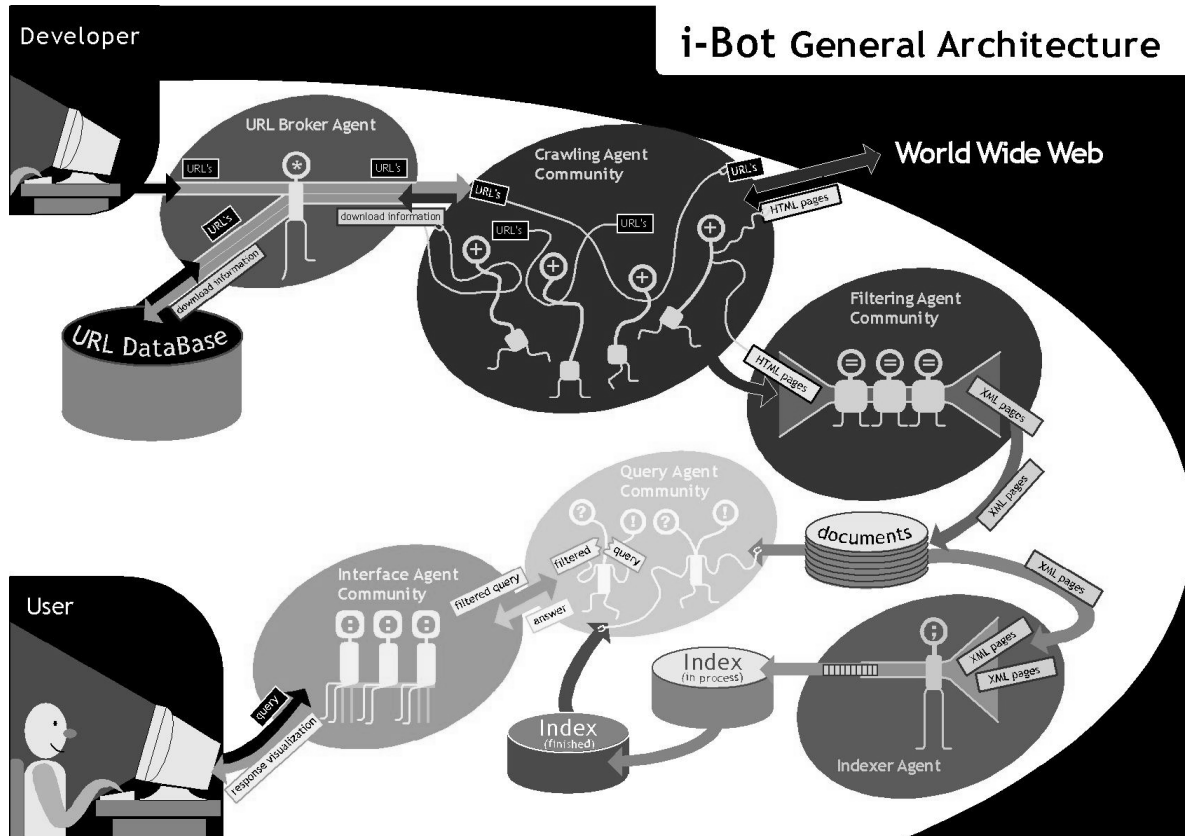 Developer
i-Bot General Architecture
URL Broker Agent
URL's
URL's
URL's
download information
download information
URL DataBase
Crawling Agent
Community
URL's
URL's
URL's
URL's
HTML pages
World Wide Web
Filtering Agent
Community
HTML pages
XML pages
XML pages
documents
XML pages
Query Agent
Community
?
!
?
!
filtered
query
Interface Agent
Community
filtered query
answer
User
query
response visualization
Index
(finished)
Index
(in process)
XML pages
XML pages
Indexer Agent